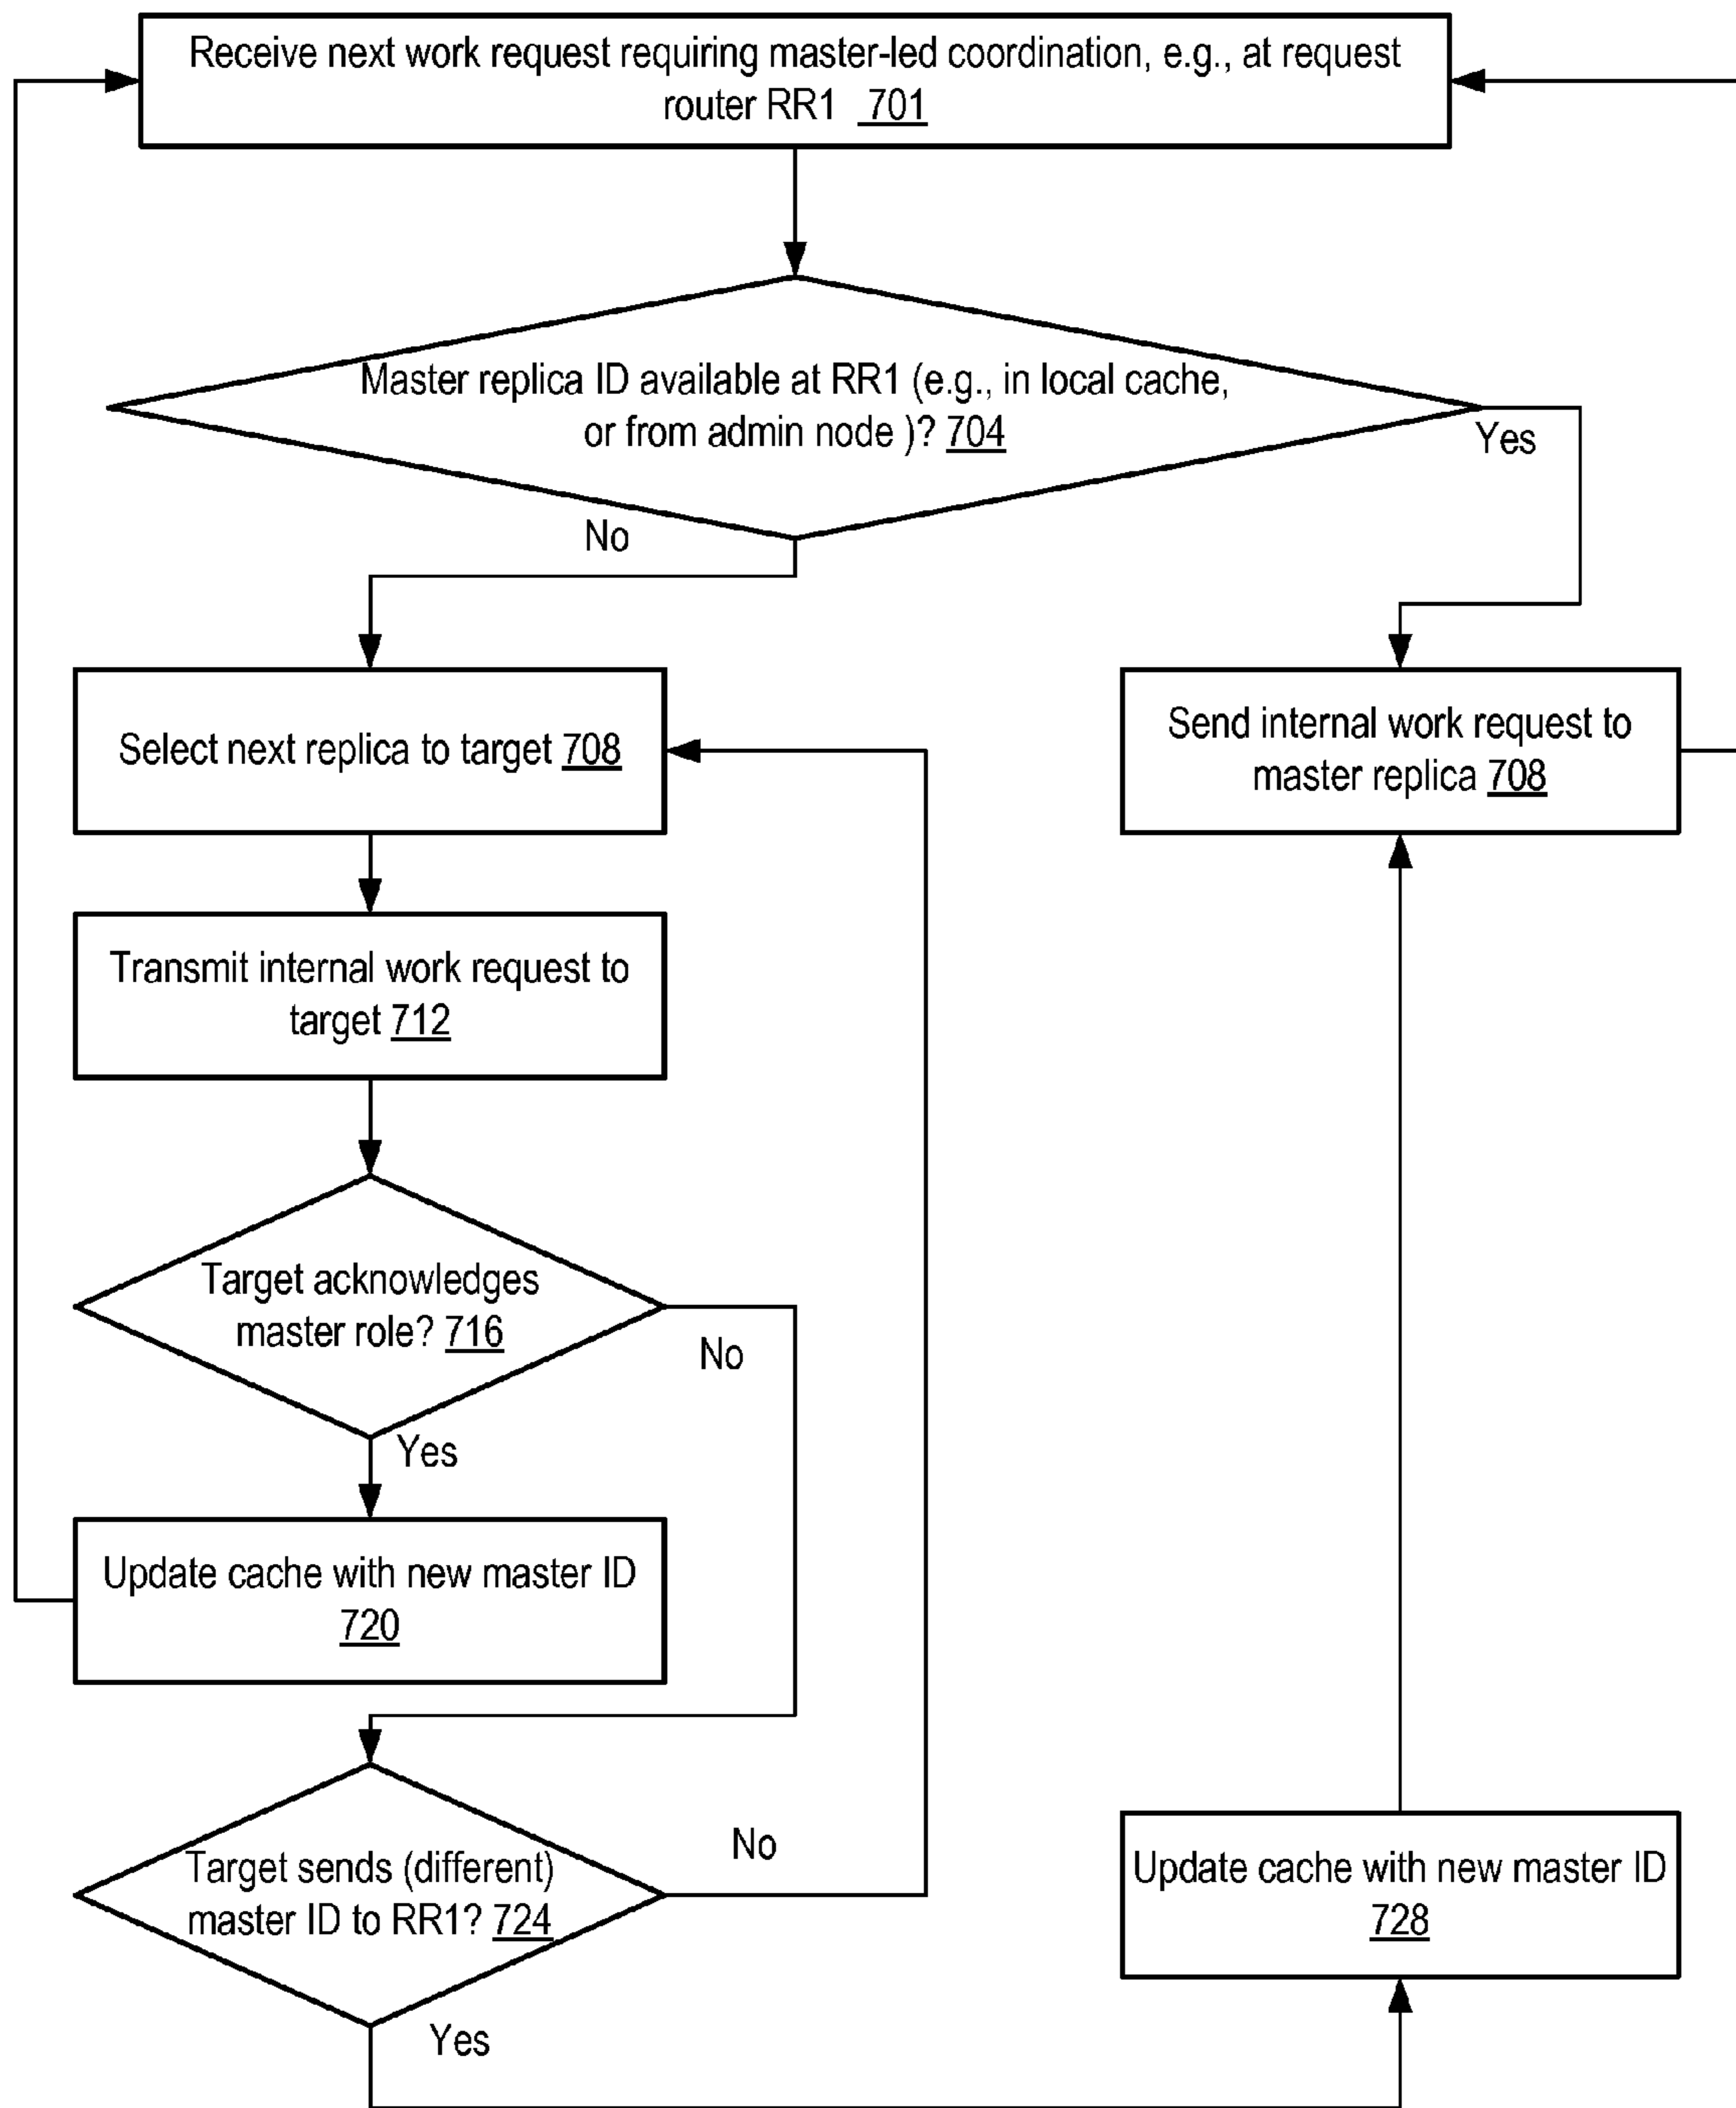 Receive next work request requiring master-led coordination, e.g., at request
router RR1 701
Master replica ID available at RR1 (e.g., in local cache,
or from admin node )? 704
Yes
No
Select next replica to target 708
Send internal work request to
master replica 708
Transmit internal work request to
target 712
Target acknowledges
master role? 716
No
Yes
Update cache with new master ID
720
Target sends (different)
master ID to RR1? 724
No
Update cache with new master ID
728
Yes